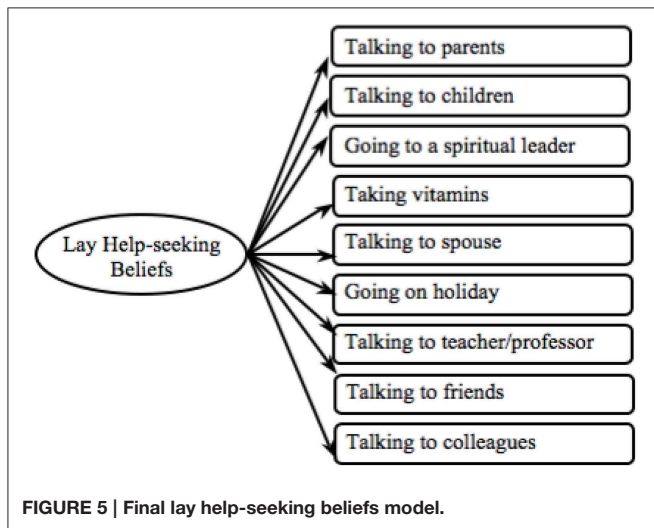 Talking to parents
Talking to children
Going to a spiritual leader
Taking vitamins
Lay Help-seeking
Beliefs
Talking to spouse
Going on holiday
Talking to teacher/professor
Talking to friends
Talking to colleagues
FIGURE 5 | Final lay help-seeking beliefs model.